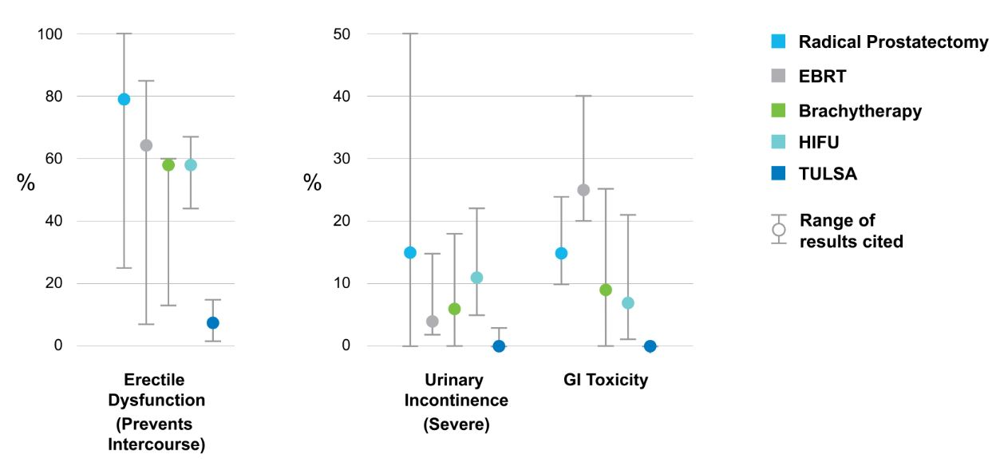 100
80
60
%
40
20
0
Erectile
Dysfunction
(Prevents
Intercourse)
50
40
30
%
20
10
0
Urinary
Incontinence
(Severe)
GI Toxicity
Radical Prostatectomy
EBRT
Brachytherapy
HIFU
TULSA
Range of
results cited